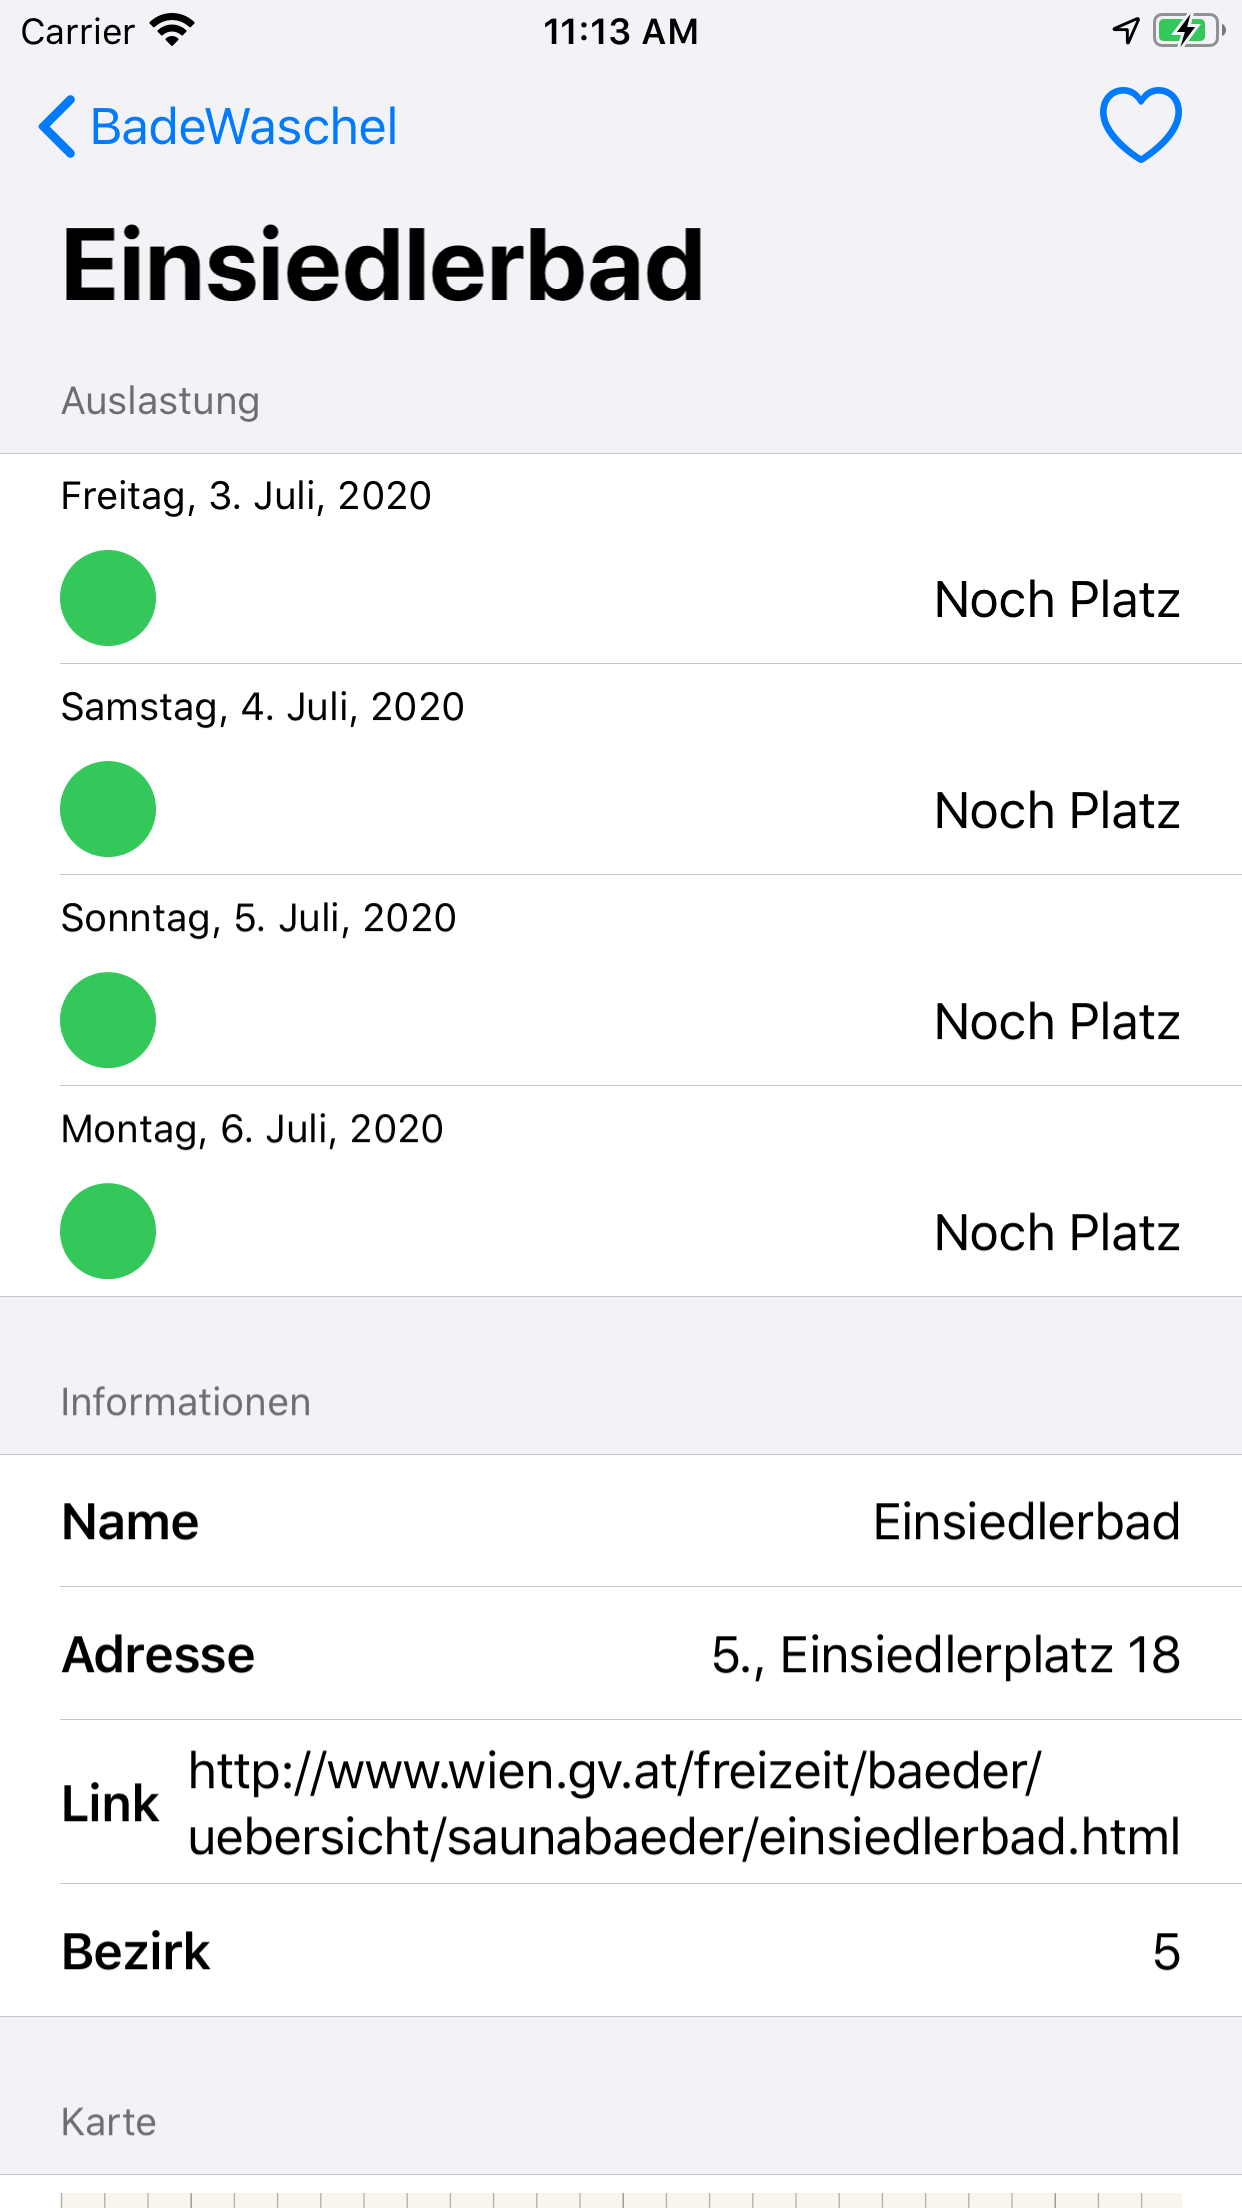 Carrier 11:13 AM
BadeWaschel
Einsiedlerbad
Auslastung
Freitag, 3. Juli, 2020
Noch Platz
Samstag, 4. Juli, 2020
Noch Platz
Sonntag, 5. Juli, 2020
Noch Platz
Montag, 6. Juli, 2020
Noch Platz
Informationen
Name Einsiedlerbad
Adresse 5., Einsiedlerplatz 18
Link http://www.wien.gv.at/freizeit/baeder/
uebersicht/saunabaeder/einsiedlerbad.html
Bezirk 5
Karte